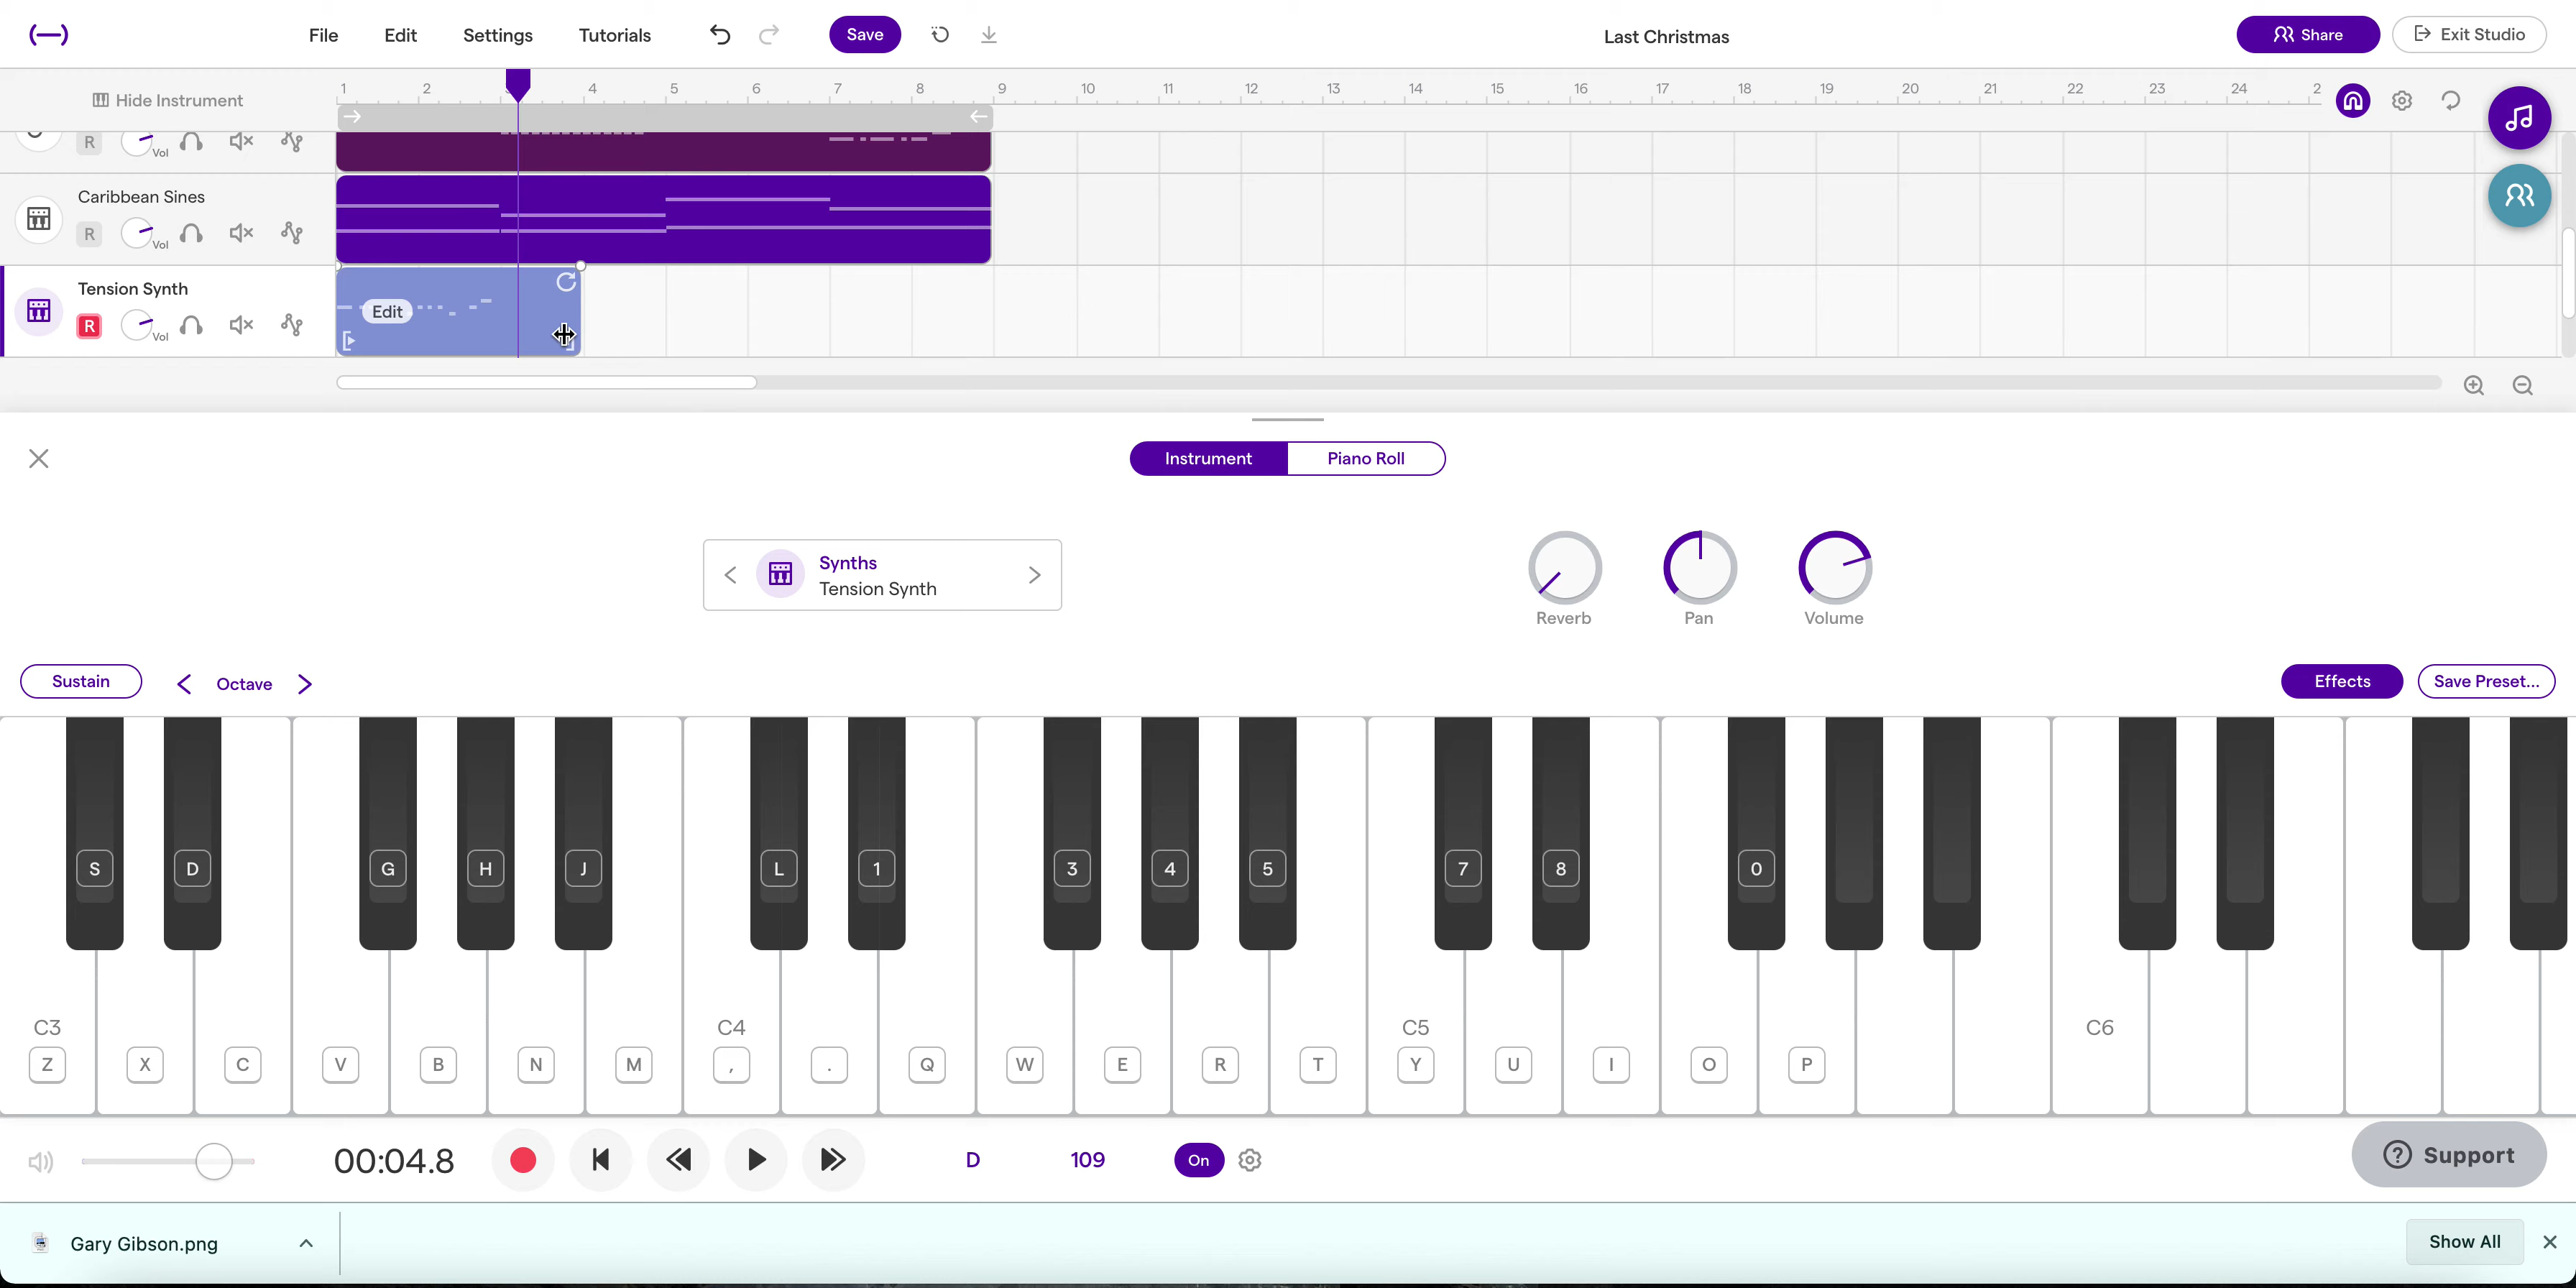 File Edit Settings Tutorials Save Last Christmas Share Exit Studio
Hide Instrument 1 2 4 5 6 7 8 9 10 11 12 13 14 15 16 17 18 19 20 21 22 23 24 2
R Vol
Caribbean Sines
R Vol
Tension Synth
Edit
R Vol
Instrument Piano Roll
Synths
Tension Synth
Reverb Pan Volume
Sustain Octave Effects Save Preset...
S D G H J L 1 3 4 5 7 8 0
C3 C4 C5 C6
Z X C V B N M , . Q W E R T Y U I O P
00:04.8 D 109 On Support
Gary Gibson.png Show All